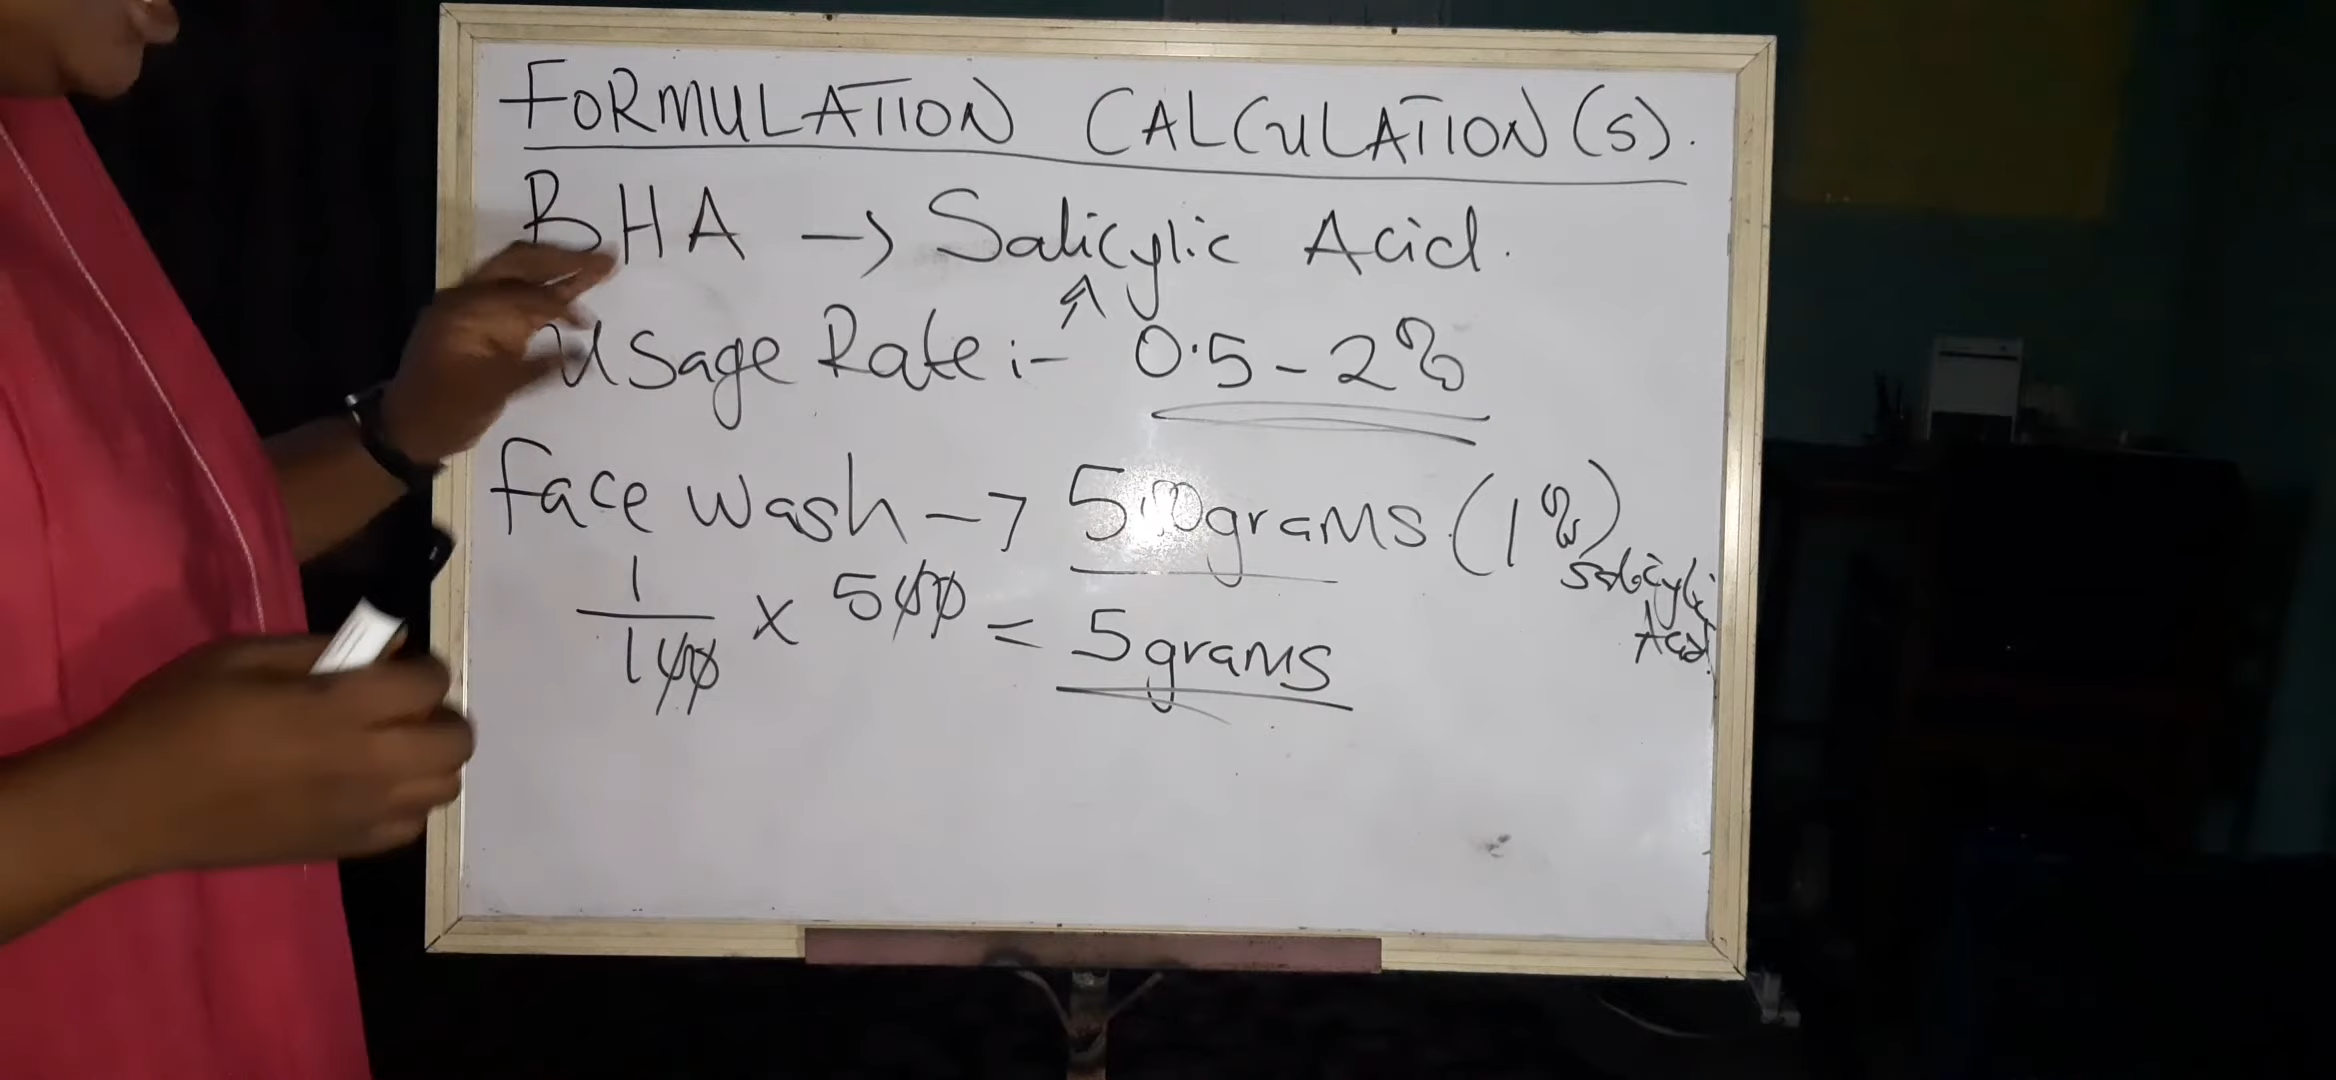 FORMULATION CALCULATION(S).
BHA → Salicylic Acid.
Usage Rate :- 0.5 - 2%
Face wash → 500grams (1%)
Salicylic
Acid
1/100 x 500 = 5grams